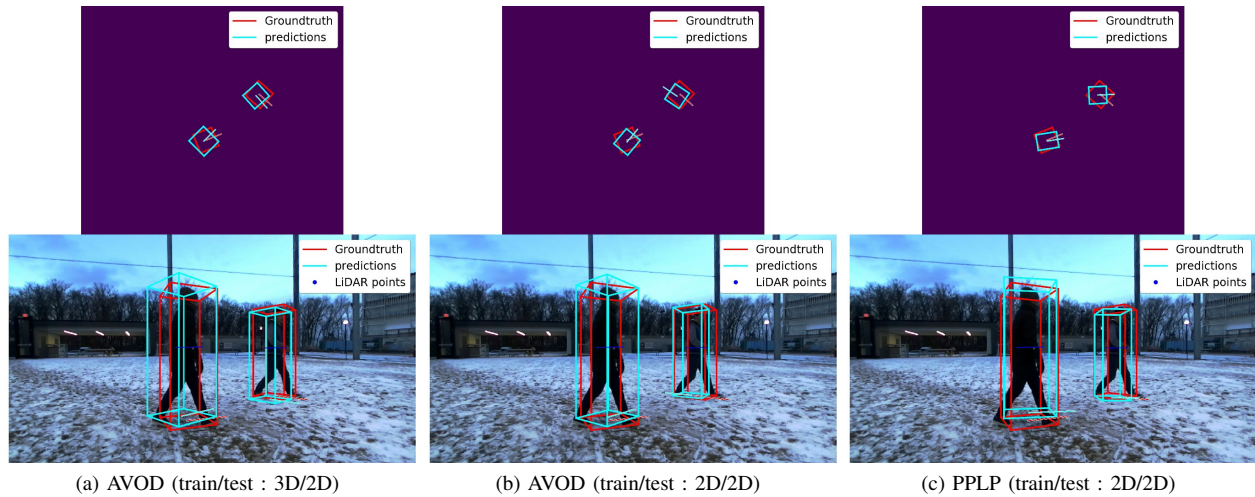 Groundtruth
predictions
Groundtruth
predictions
Groundtruth
predictions
Groundtruth
predictions
LiDAR points
Groundtruth
predictions
LiDAR points
Groundtruth
predictions
LiDAR points
(a) AVOD (train/test : 3D/2D)
(b) AVOD (train/test : 2D/2D)
(c) PPLP (train/test : 2D/2D)